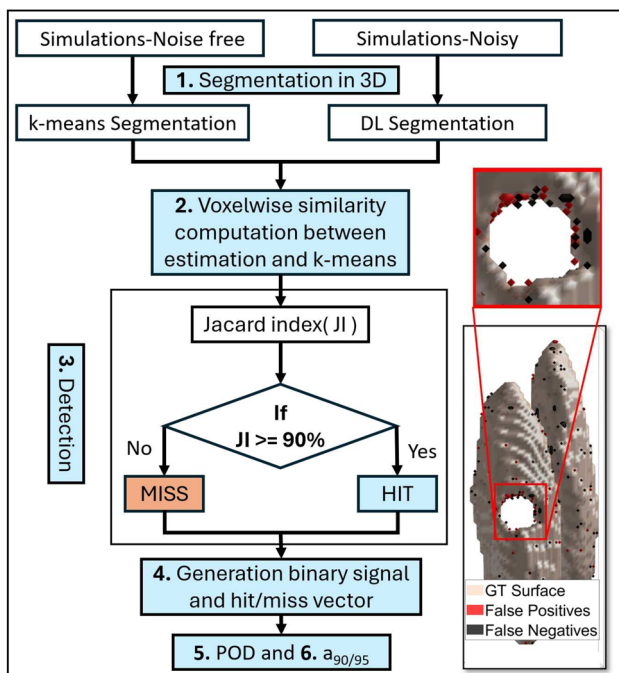 Simulations-Noise free
Simulations-Noisy
1. Segmentation in 3D
k-means Segmentation
DL Segmentation
2. Voxelwise similarity
computation between
estimation and k-means
3. Detection
Jacard index( JI )
If
JI >= 90%
No
Yes
MISS
HIT
4. Generation binary signal
and hit/miss vector
5. POD and 6. a90/95
GT Surface
False Positives
False Negatives